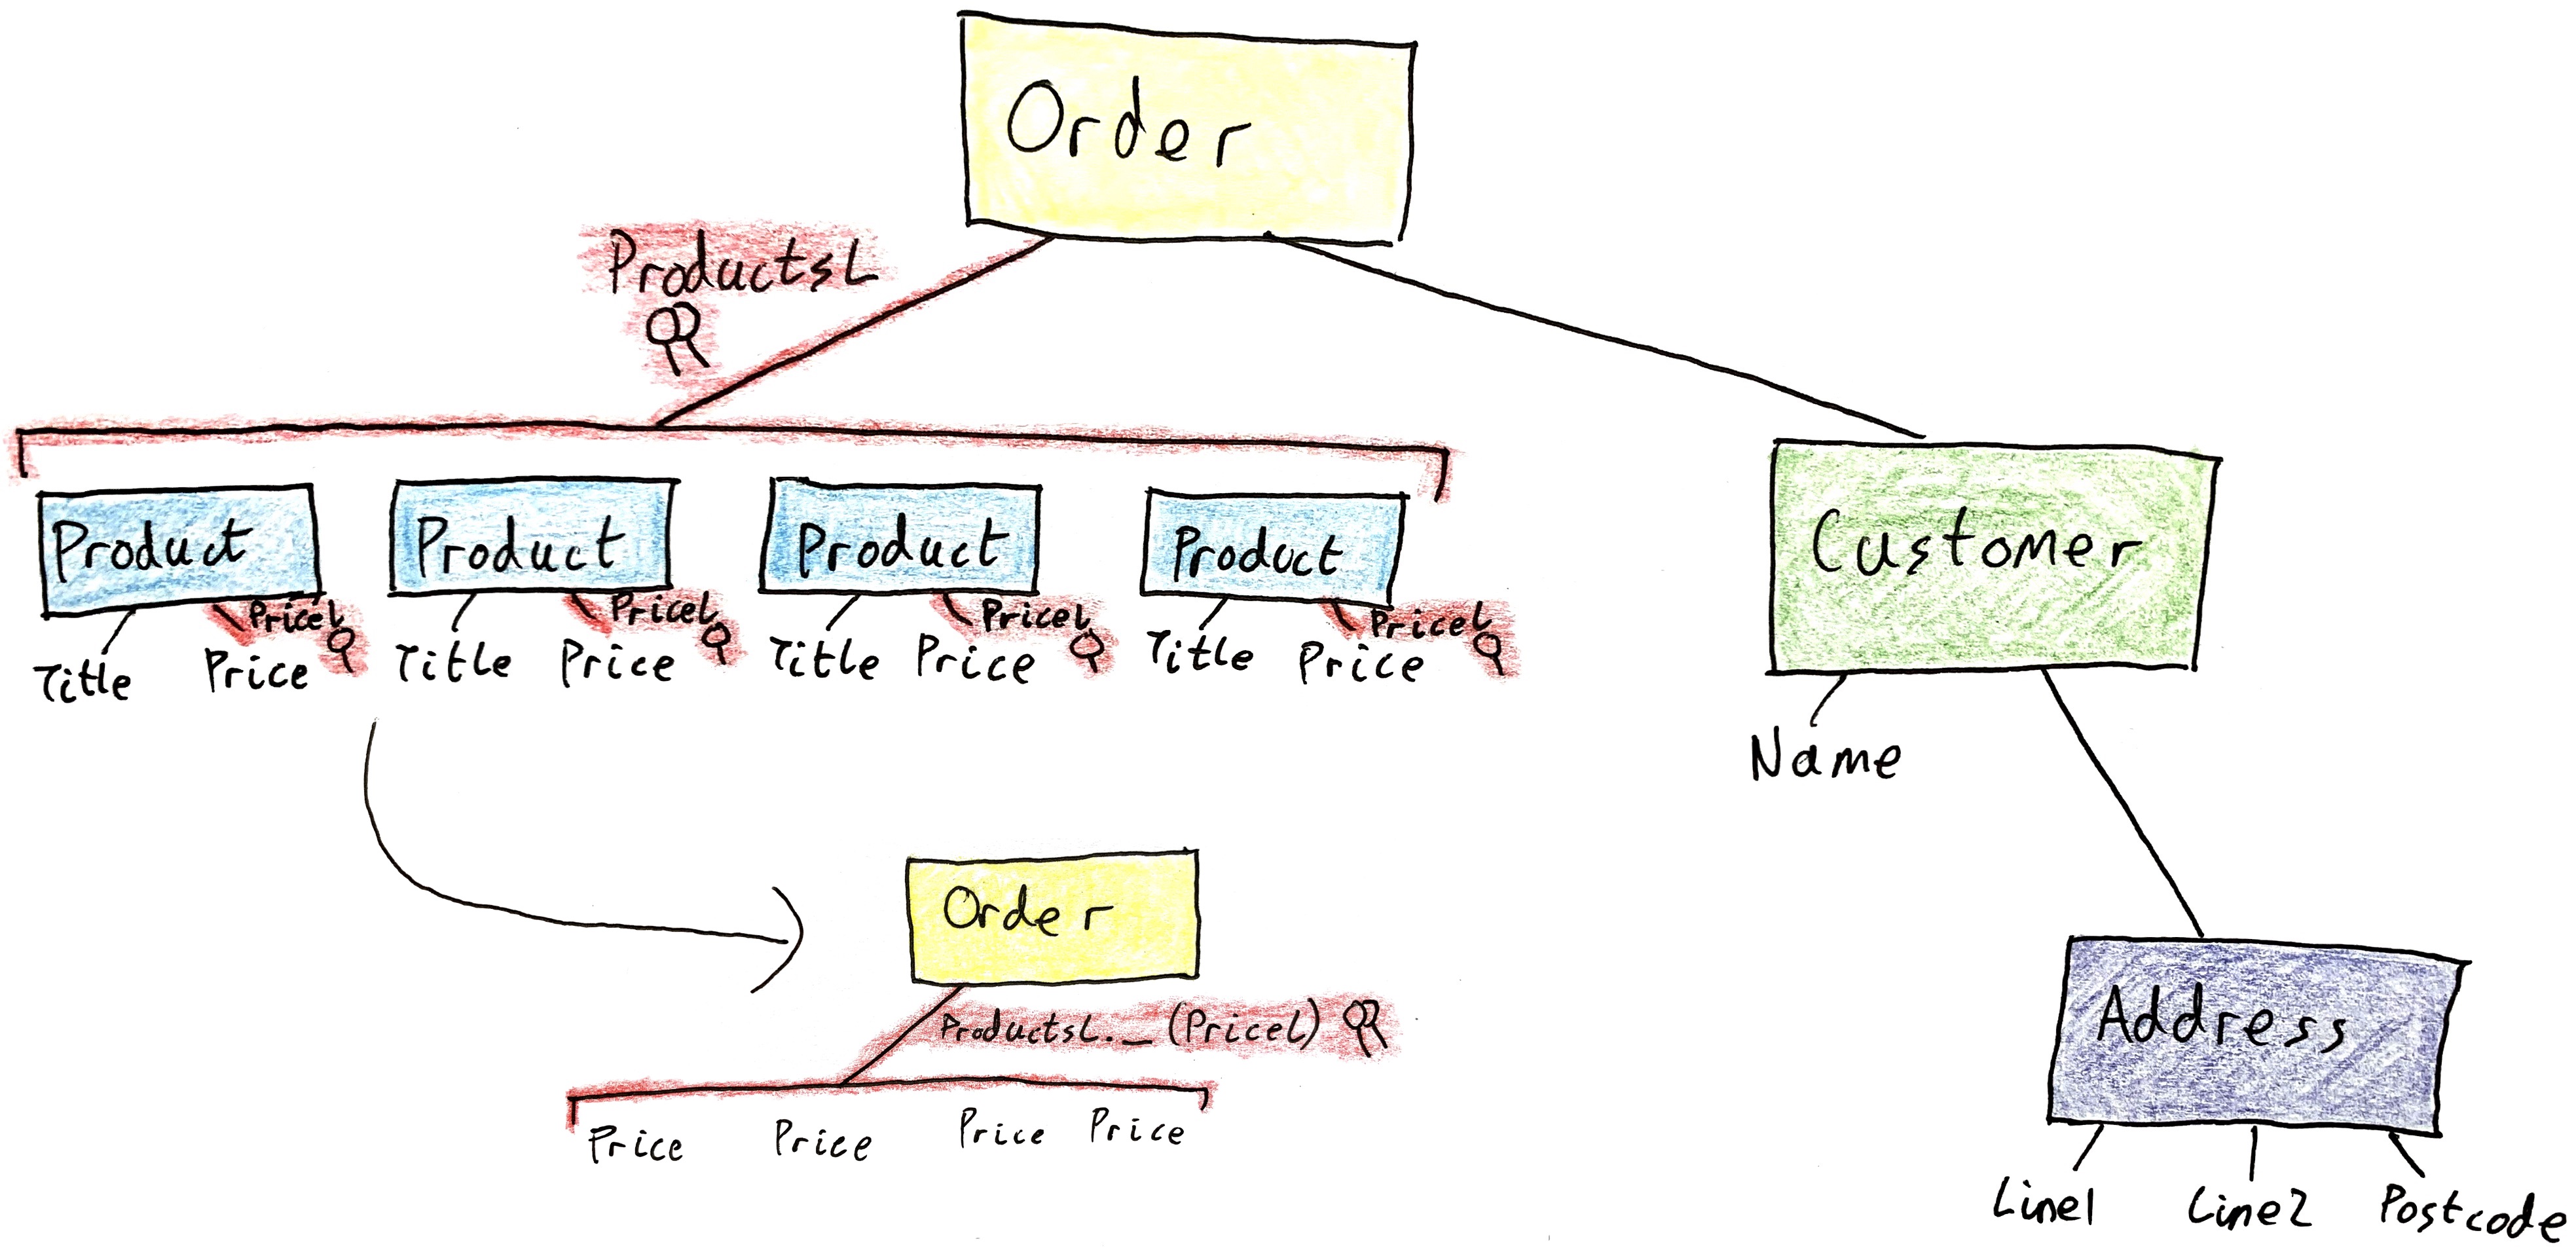 Order
ProductsL
Product
Product
Product
Product
Customer
PriceL
PriceL
PriceL
PriceL
Title
Price
Title
Price
Title
Price
Title
Price
Name
Order
ProductsL._(PriceL)
Price
Price
Price
Price
Address
Line1
Line2
Postcode